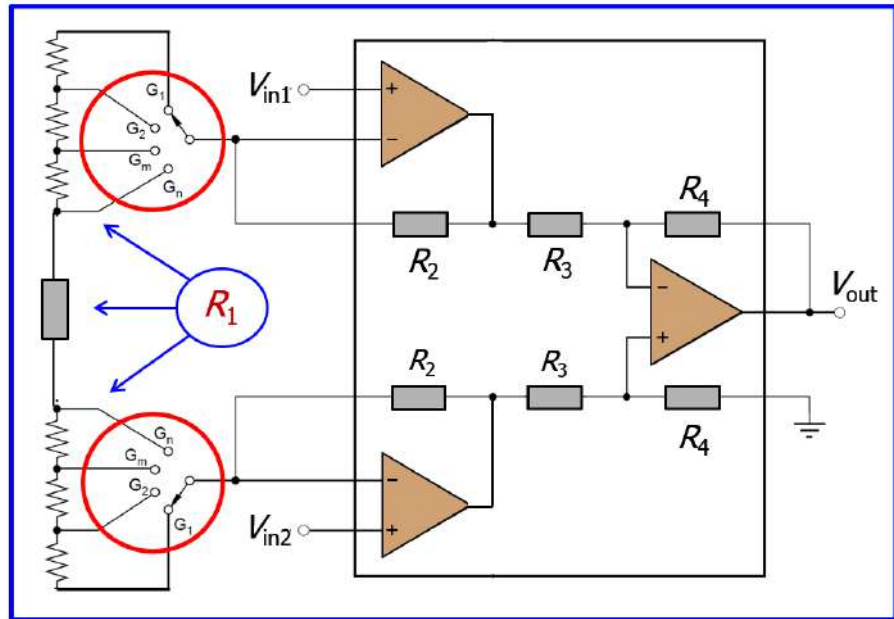 G1
G2
Gm
Gn
Vin1
R2
R3
R4
R1
Vout
R2
R3
R4
Gn
Gm
G2
G1
Vin2
+
−
−
+
−
+